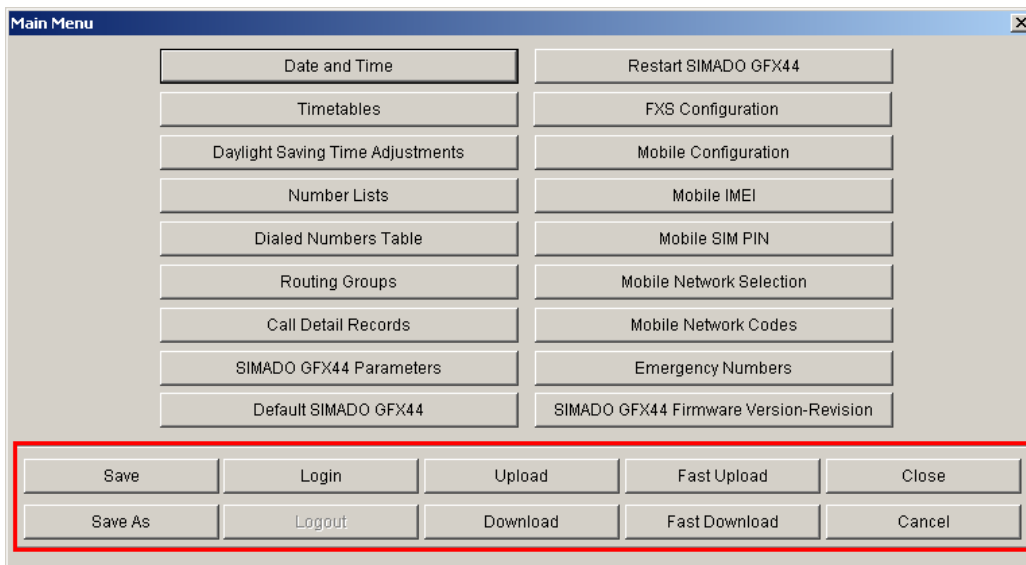 Main Menu
Date and Time
Restart SIMADO GFX44
Timetables
FXS Configuration
Daylight Saving Time Adjustments
Mobile Configuration
Number Lists
Mobile IMEI
Dialed Numbers Table
Mobile SIM PIN
Routing Groups
Mobile Network Selection
Call Detail Records
Mobile Network Codes
SIMADO GFX44 Parameters
Emergency Numbers
Default SIMADO GFX44
SIMADO GFX44 Firmware Version-Revision
Save
Login
Upload
Fast Upload
Close
Save As
Logout
Download
Fast Download
Cancel